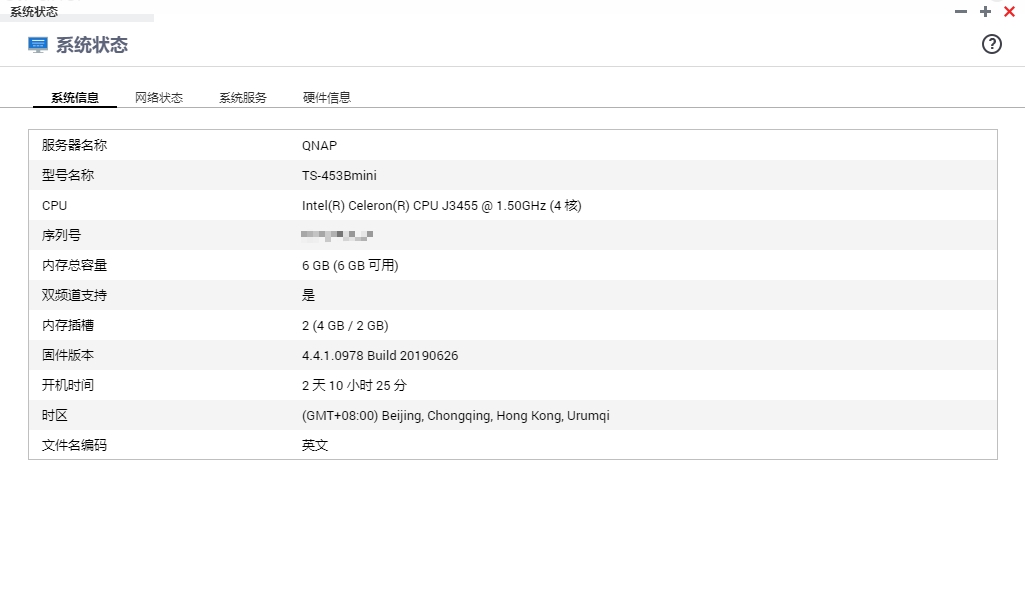 系统状态
系统状态
系统信息 网络状态 系统服务 硬件信息
服务器名称 QNAP
型号名称 TS-453Bmini
CPU Intel(R) Celeron(R) CPU J3455 @ 1.50GHz (4 核)
序列号
内存总容量 6 GB (6 GB 可用)
双频道支持 是
内存插槽 2 (4 GB / 2 GB)
固件版本 4.4.1.0978 Build 20190626
开机时间 2 天 10 小时 25 分
时区 (GMT+08:00) Beijing, Chongqing, Hong Kong, Urumqi
文件名编码 英文